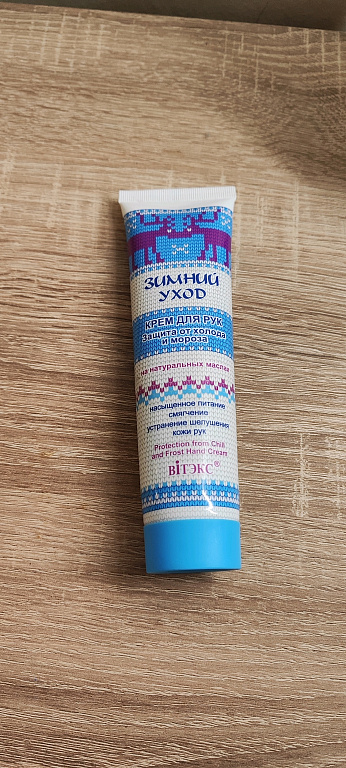 ЗИМНИЙ
УХОД
КРЕМ ДЛЯ РУК
Защита от холода
и мороза
на натуральных маслах
насыщенное питание
смягчение
устранение шелушения
кожи рук
Protection from Chill
and Frost Hand Cream
ВІТЭКС®